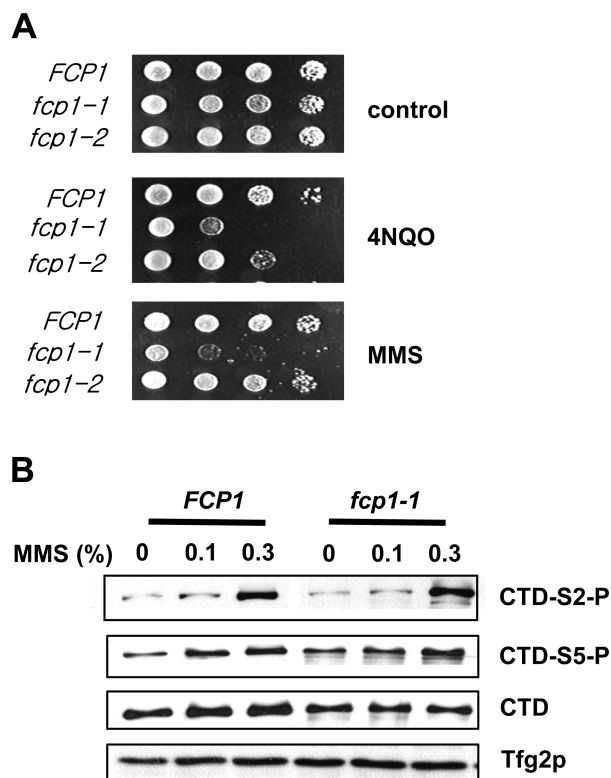 A
FCP1
fcp1-1
fcp1-2
control
FCP1
fcp1-1
fcp1-2
4NQO
FCP1
fcp1-1
fcp1-2
MMS
B
FCP1 fcp1-1
MMS (%) 0 0.1 0.3 0 0.1 0.3
CTD-S2-P
CTD-S5-P
CTD
Tfg2p